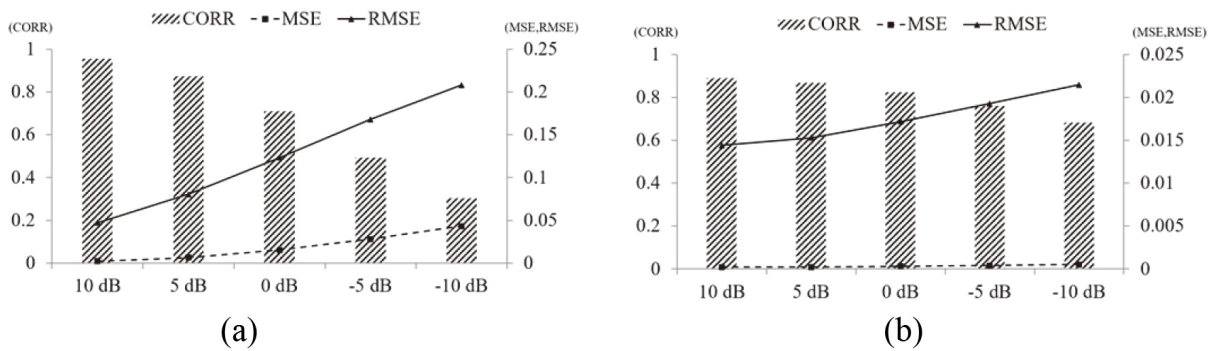 CORR MSE RMSE
(CORR) (MSE,RMSE)
1 0.25
0.8 0.2
0.6 0.15
0.4 0.1
0.2 0.05
0 0
10 dB 5 dB 0 dB -5 dB -10 dB
(a)
CORR MSE RMSE
(CORR) (MSE,RMSE)
1 0.025
0.8 0.02
0.6 0.015
0.4 0.01
0.2 0.005
0 0
10 dB 5 dB 0 dB -5 dB -10 dB
(b)